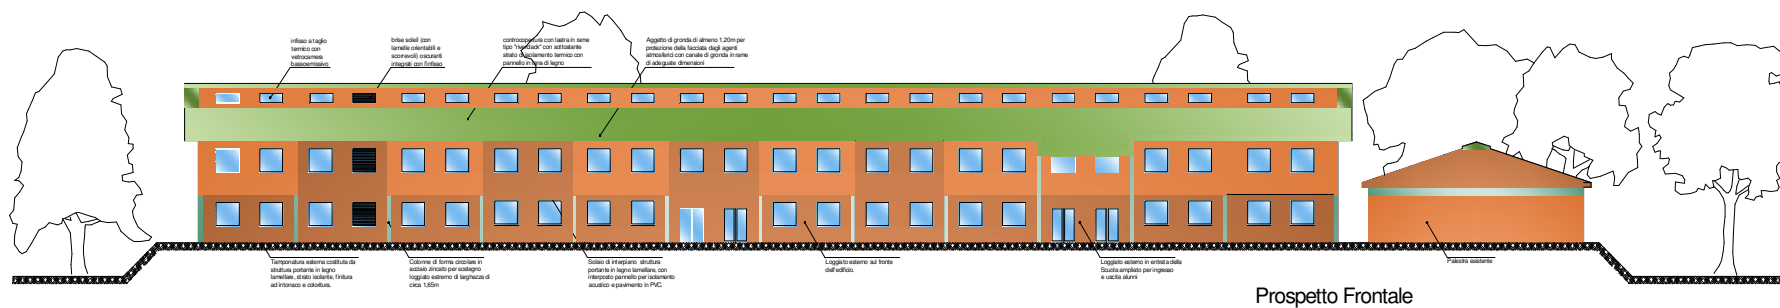 infisso a taglio
termico con
vetrocamera
bassoemissivo
brise soleil (con
lamelle orientabili e
scorrevoli) oscuranti
integrati con l'infisso
controcopertura con lastra in rame
tipo "riverclack" con sottostante
strato di isolamento termico con
pannello in lana di legno
Aggetto di gronda di almeno 1,20m per
protezione della facciata dagli agenti
atmosferici con canale di gronda in rame
di adeguate dimensioni
Tamponatura esterna costituita da
struttura portante in legno
lamellare, strato isolante, finitura
ad intonaco e coloritura.
Colonne di forma circolare in
acciaio zincato per sostegno
loggiato estremo di larghezza di
circa 1,65m
Solaio di interpiano struttura
portante in legno lamellare, con
interposto pannello per isolamento
acustico e pavimento in PVC.
Loggiato esterno sul fronte
dell'edificio.
Loggiato esterno in entrata della
Scuola ampliato per ingresso
e uscita alunni
Palestra esistente
Prospetto Frontale